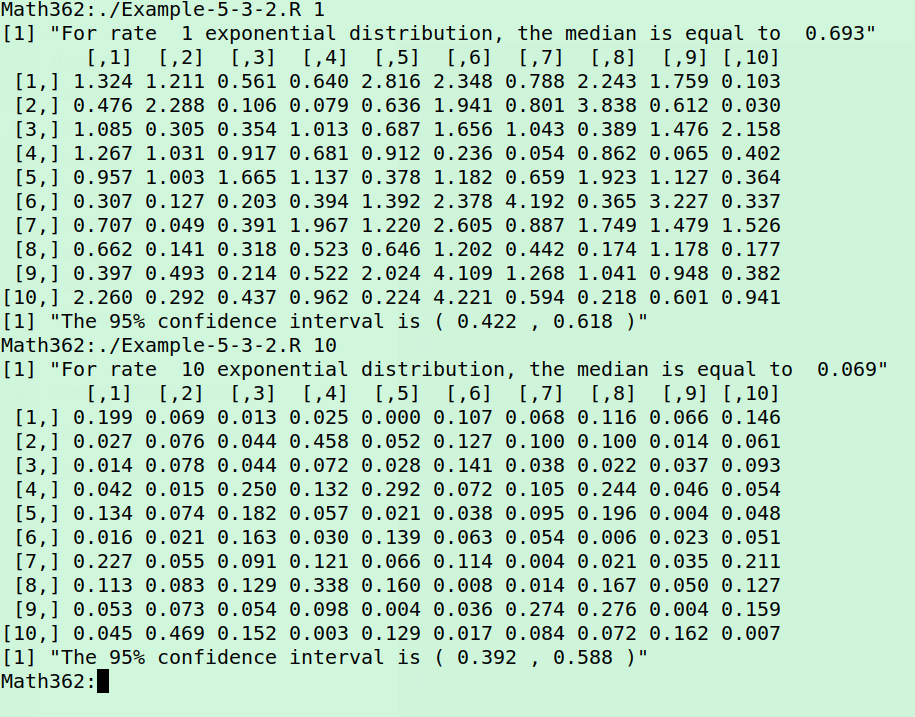 Math362:./Example-5-3-2.R 1
[1] "For rate  1 exponential distribution, the median is equal to  0.693"
       [,1]  [,2]  [,3]  [,4]  [,5]  [,6]  [,7]  [,8]  [,9] [,10]
 [1,] 1.324 1.211 0.561 0.640 2.816 2.348 0.788 2.243 1.759 0.103
 [2,] 0.476 2.288 0.106 0.079 0.636 1.941 0.801 3.838 0.612 0.030
 [3,] 1.085 0.305 0.354 1.013 0.687 1.656 1.043 0.389 1.476 2.158
 [4,] 1.267 1.031 0.917 0.681 0.912 0.236 0.054 0.862 0.065 0.402
 [5,] 0.957 1.003 1.665 1.137 0.378 1.182 0.659 1.923 1.127 0.364
 [6,] 0.307 0.127 0.203 0.394 1.392 2.378 4.192 0.365 3.227 0.337
 [7,] 0.707 0.049 0.391 1.967 1.220 2.605 0.887 1.749 1.479 1.526
 [8,] 0.662 0.141 0.318 0.523 0.646 1.202 0.442 0.174 1.178 0.177
 [9,] 0.397 0.493 0.214 0.522 2.024 4.109 1.268 1.041 0.948 0.382
[10,] 2.260 0.292 0.437 0.962 0.224 4.221 0.594 0.218 0.601 0.941
[1] "The 95% confidence interval is ( 0.422 , 0.618 )"
Math362:./Example-5-3-2.R 10
[1] "For rate  10 exponential distribution, the median is equal to  0.069"
       [,1]  [,2]  [,3]  [,4]  [,5]  [,6]  [,7]  [,8]  [,9] [,10]
 [1,] 0.199 0.069 0.013 0.025 0.000 0.107 0.068 0.116 0.066 0.146
 [2,] 0.027 0.076 0.044 0.458 0.052 0.127 0.100 0.100 0.014 0.061
 [3,] 0.014 0.078 0.044 0.072 0.028 0.141 0.038 0.022 0.037 0.093
 [4,] 0.042 0.015 0.250 0.132 0.292 0.072 0.105 0.244 0.046 0.054
 [5,] 0.134 0.074 0.182 0.057 0.021 0.038 0.095 0.196 0.004 0.048
 [6,] 0.016 0.021 0.163 0.030 0.139 0.063 0.054 0.006 0.023 0.051
 [7,] 0.227 0.055 0.091 0.121 0.066 0.114 0.004 0.021 0.035 0.211
 [8,] 0.113 0.083 0.129 0.338 0.160 0.008 0.014 0.167 0.050 0.127
 [9,] 0.053 0.073 0.054 0.098 0.004 0.036 0.274 0.276 0.004 0.159
[10,] 0.045 0.469 0.152 0.003 0.129 0.017 0.084 0.072 0.162 0.007
[1] "The 95% confidence interval is ( 0.392 , 0.588 )"
Math362: